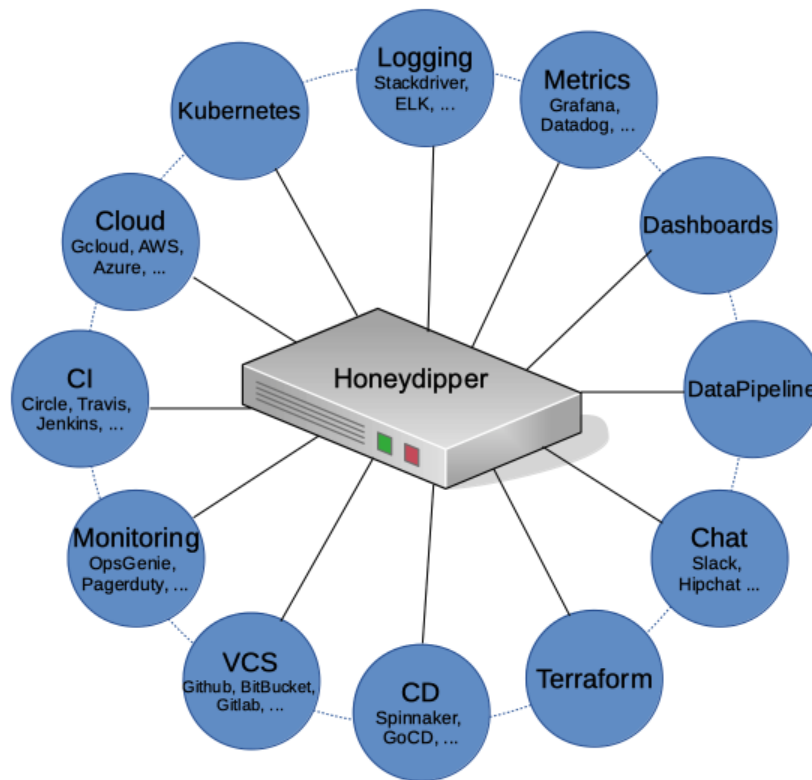 Logging
Stackdriver,
ELK, ...
Metrics
Grafana,
Datadog, ...
Kubernetes
Dashboards
Cloud
Gcloud, AWS,
Azure, ...
Honeydipper
DataPipeline
CI
Circle, Travis,
Jenkins, ...
Monitoring
OpsGenie,
Pagerduty, ...
Chat
Slack,
Hipchat ...
VCS
Github, BitBucket,
Gitlab, ...
CD
Spinnaker,
GoCD, ...
Terraform